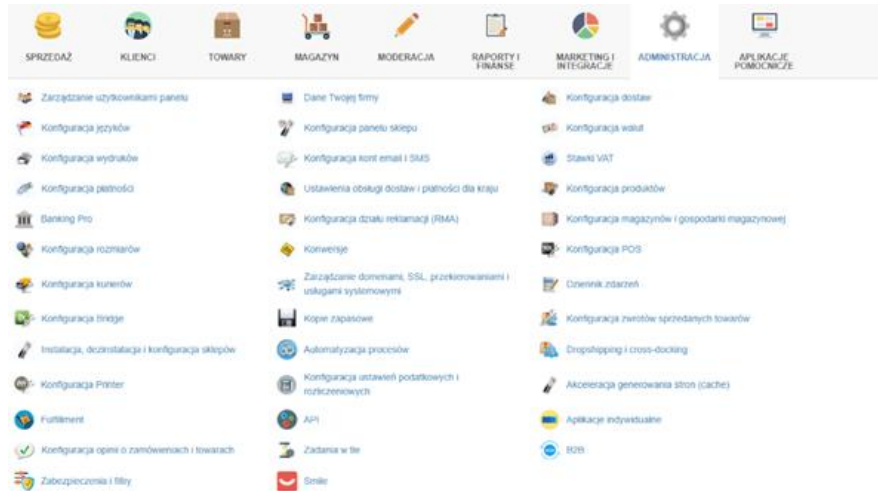 SPRZEDAŻ
KLIENCI
TOWARY
MAGAZYN
MODERACJA
RAPORTY I
FINANSE
MARKETING I
INTEGRACJE
ADMINISTRACJA
APLIKACJE
POMOCNICZE
Zarządzanie użytkownikami panelu
Dane Twojej firmy
Konfiguracja dostaw
Konfiguracja języków
Konfiguracja panelu sklepu
Konfiguracja walut
Konfiguracja wydruków
Konfiguracja kont email i SMS
Stawki VAT
Konfiguracja płatności
Ustawienia obsługi dostaw i płatności dla kraju
Konfiguracja produktów
Banking Pro
Konfiguracja działu reklamacji (RMA)
Konfiguracja magazynów i gospodarki magazynowej
Konfiguracja rozmiarów
Konwersje
Konfiguracja POS
Konfiguracja kurierów
Zarządzanie domenami, SSL, przekierowaniami i
usługami systemowymi
Dziennik zdarzeń
Konfiguracja Bridge
Kopie zapasowe
Konfiguracja zwrotów sprzedanych towarów
Instalacja, dezinstalacja i konfiguracja sklepów
Automatyzacja procesów
Dropshipping i cross-docking
Konfiguracja Printer
Konfiguracja ustawień podatkowych i
rozliczeniowych
Akceleracja generowania stron (cache)
Fulfillment
API
Aplikacje indywidualne
Konfiguracja opinii o zamówieniach i towarach
Zadania w tle
B2B
Zabezpieczenia i filtry
Smile